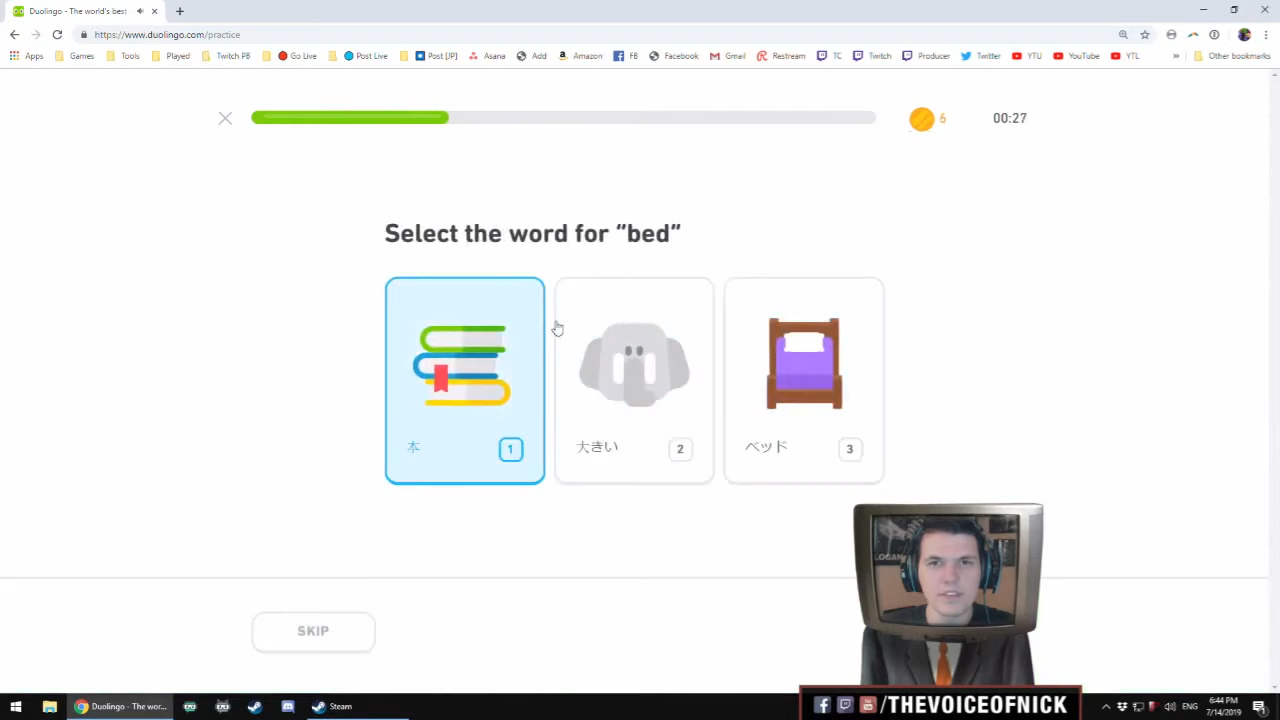 Duolingo - The world's best
https://www.duolingo.com/practice
Apps Games Tools Played Twitch PB Go Live Post Live Post [JP] Asana Add Amazon FB Facebook Gmail Restream TC Twitch Producer Twitter YTU YouTube YTL » Other bookmarks
6 00:27
Select the word for “bed”
本 1 大きい 2 ベッド 3
LOGAN
SKIP
/THEVOICEOFNICK
Duolingo - The wor... Steam ENG 6:44 PM
7/14/2019